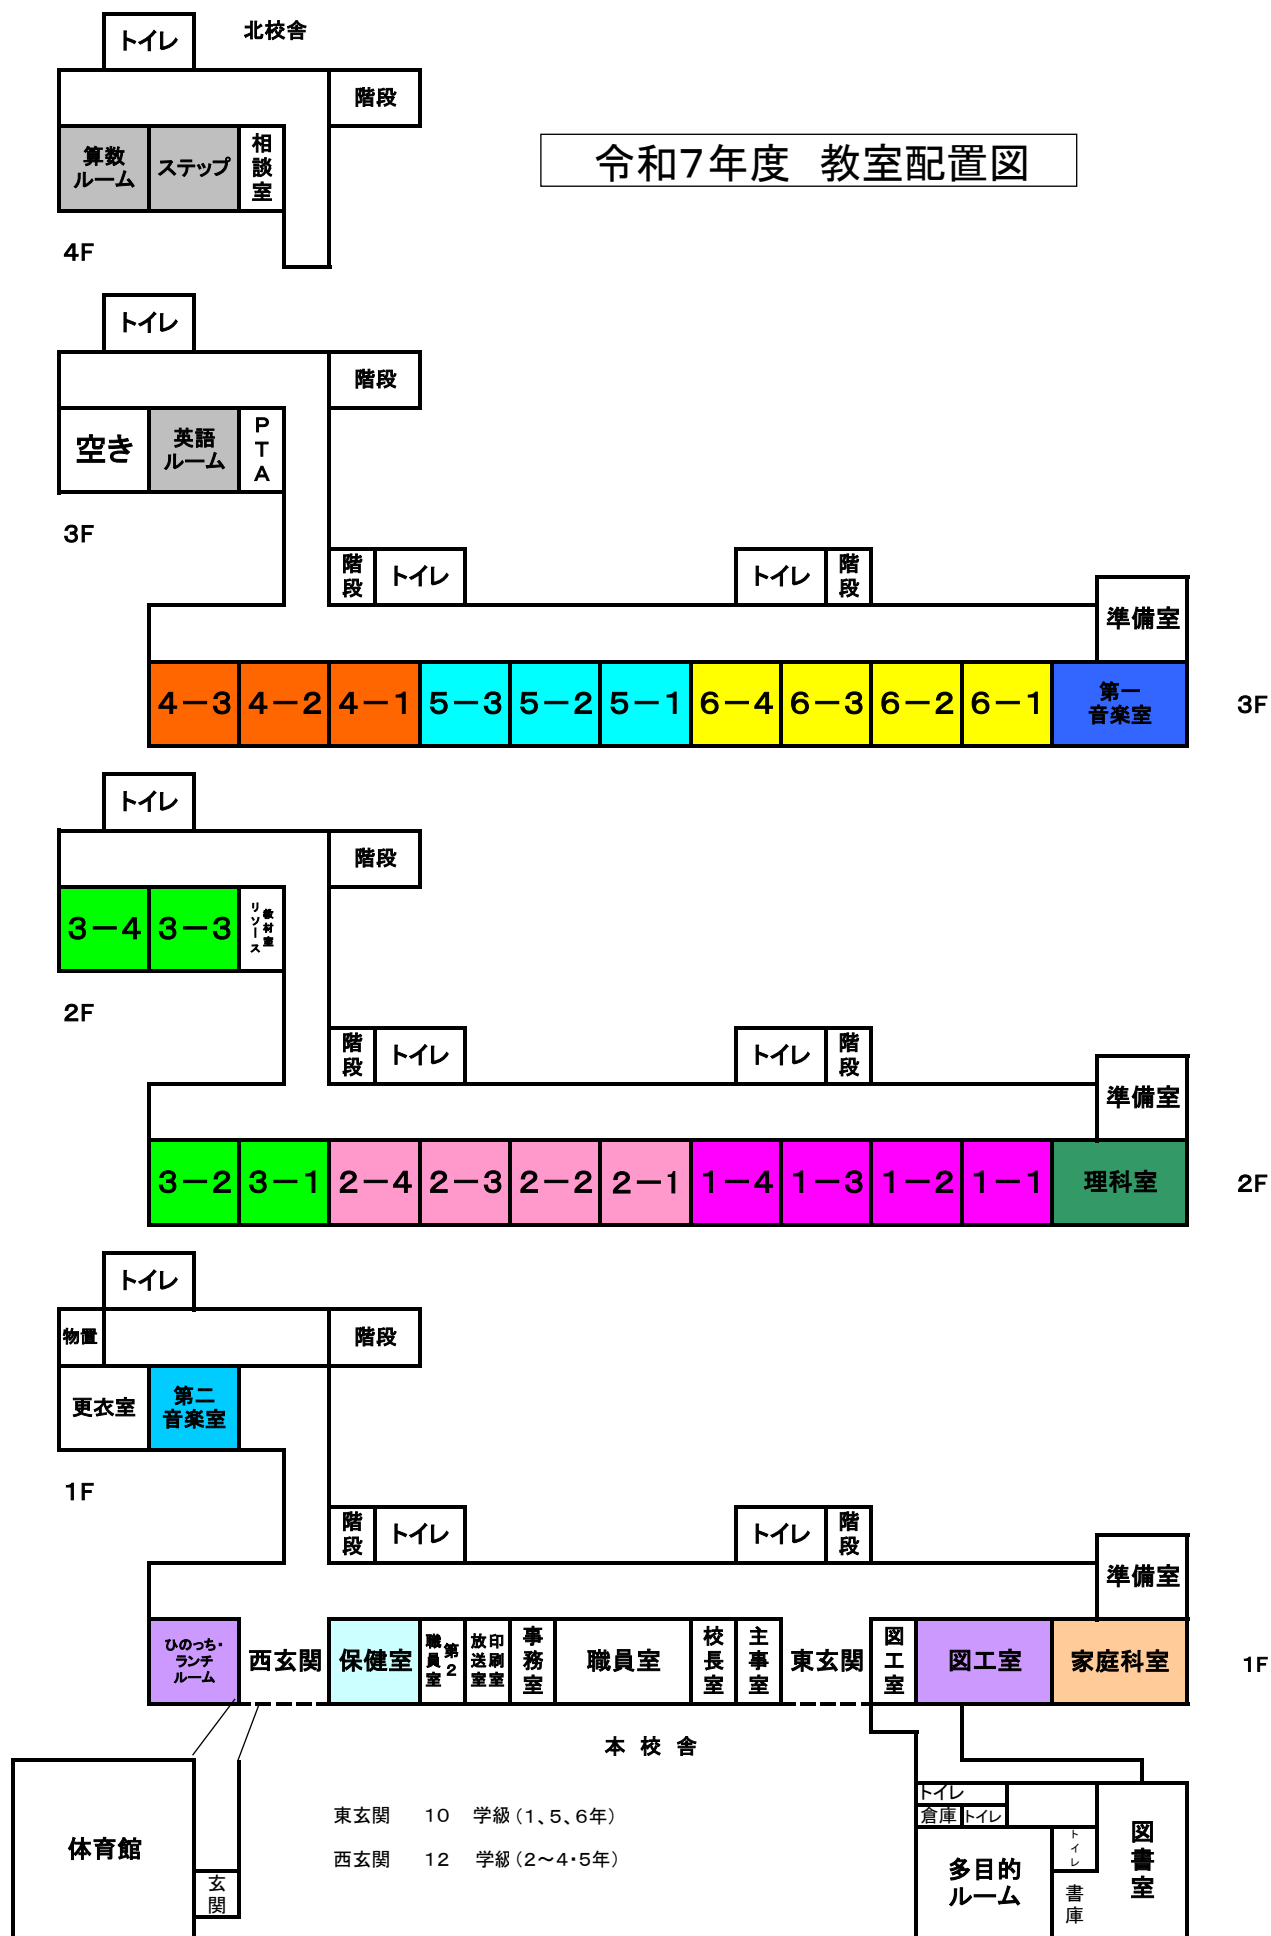 トイレ
北校舎
階段
算数
ルーム
ステップ
相談室
令和7年度　教室配置図
4F
トイレ
階段
空き
英語
ルーム
PTA
3F
階段
トイレ
トイレ
階段
準備室
4－3
4－2
4－1
5－3
5－2
5－1
6－4
6－3
6－2
6－1
第一
音楽室
3F
トイレ
階段
3－4
3－3
教材室
リソース
2F
階段
トイレ
トイレ
階段
準備室
3－2
3－1
2－4
2－3
2－2
2－1
1－4
1－3
1－2
1－1
理科室
2F
トイレ
物置
階段
更衣室
第二
音楽室
1F
階段
トイレ
トイレ
階段
準備室
ひのっち・
ランチ
ルーム
西玄関
保健室
第2
職員室
印刷室
放送室
事務室
職員室
校長室
主事室
東玄関
図工室
図工室
家庭科室
1F
本 校 舎
体育館
玄関
東玄関　10　学級（1、5、6年）
西玄関　12　学級（2～4・5年）
トイレ
倉庫
トイレ
トイレ
多目的
ルーム
書庫
図書室